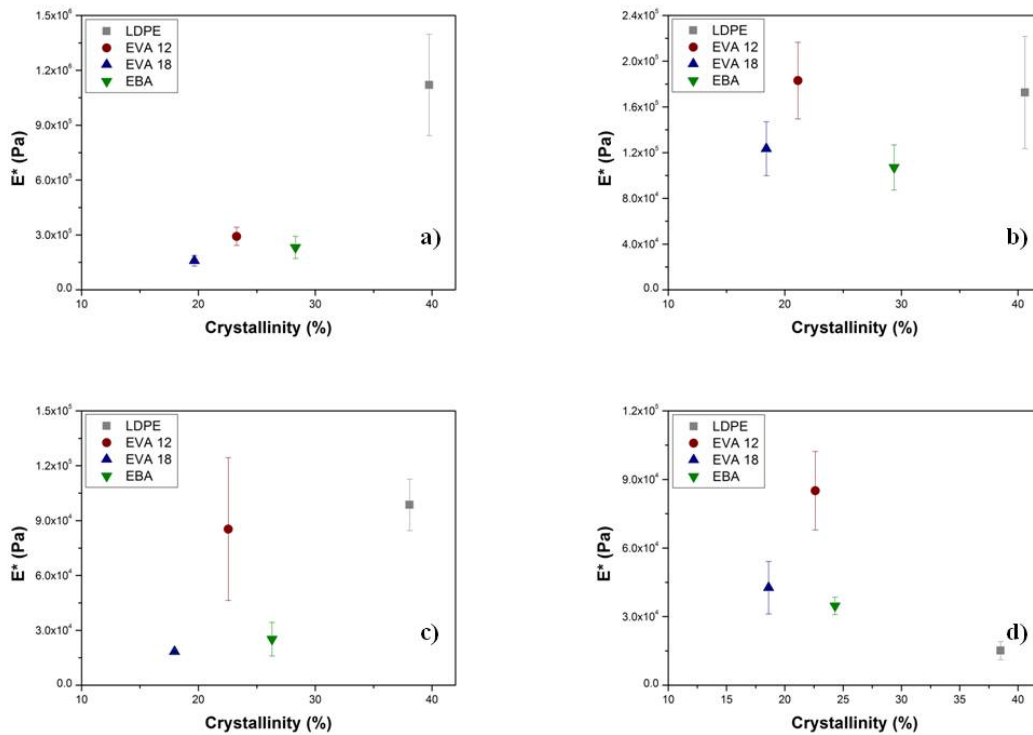 1.5x10⁶
1.2x10⁶
9.0x10⁵
6.0x10⁵
3.0x10⁵
0.0
E* (Pa)
LDPE
EVA 12
EVA 18
EBA
a)
10 20 30 40
Crystallinity (%)
2.4x10⁵
2.0x10⁵
1.6x10⁵
1.2x10⁵
8.0x10⁴
4.0x10⁴
0.0
E* (Pa)
LDPE
EVA 12
EVA 18
EBA
b)
10 20 30 40
Crystallinity (%)
1.5x10⁵
1.2x10⁵
9.0x10⁴
6.0x10⁴
3.0x10⁴
0.0
E* (Pa)
LDPE
EVA 12
EVA 18
EBA
c)
10 20 30 40
Crystallinity (%)
1.2x10⁵
9.0x10⁴
6.0x10⁴
3.0x10⁴
0.0
E* (Pa)
LDPE
EVA 12
EVA 18
EBA
d)
10 15 20 25 30 35 40
Crystallinity (%)